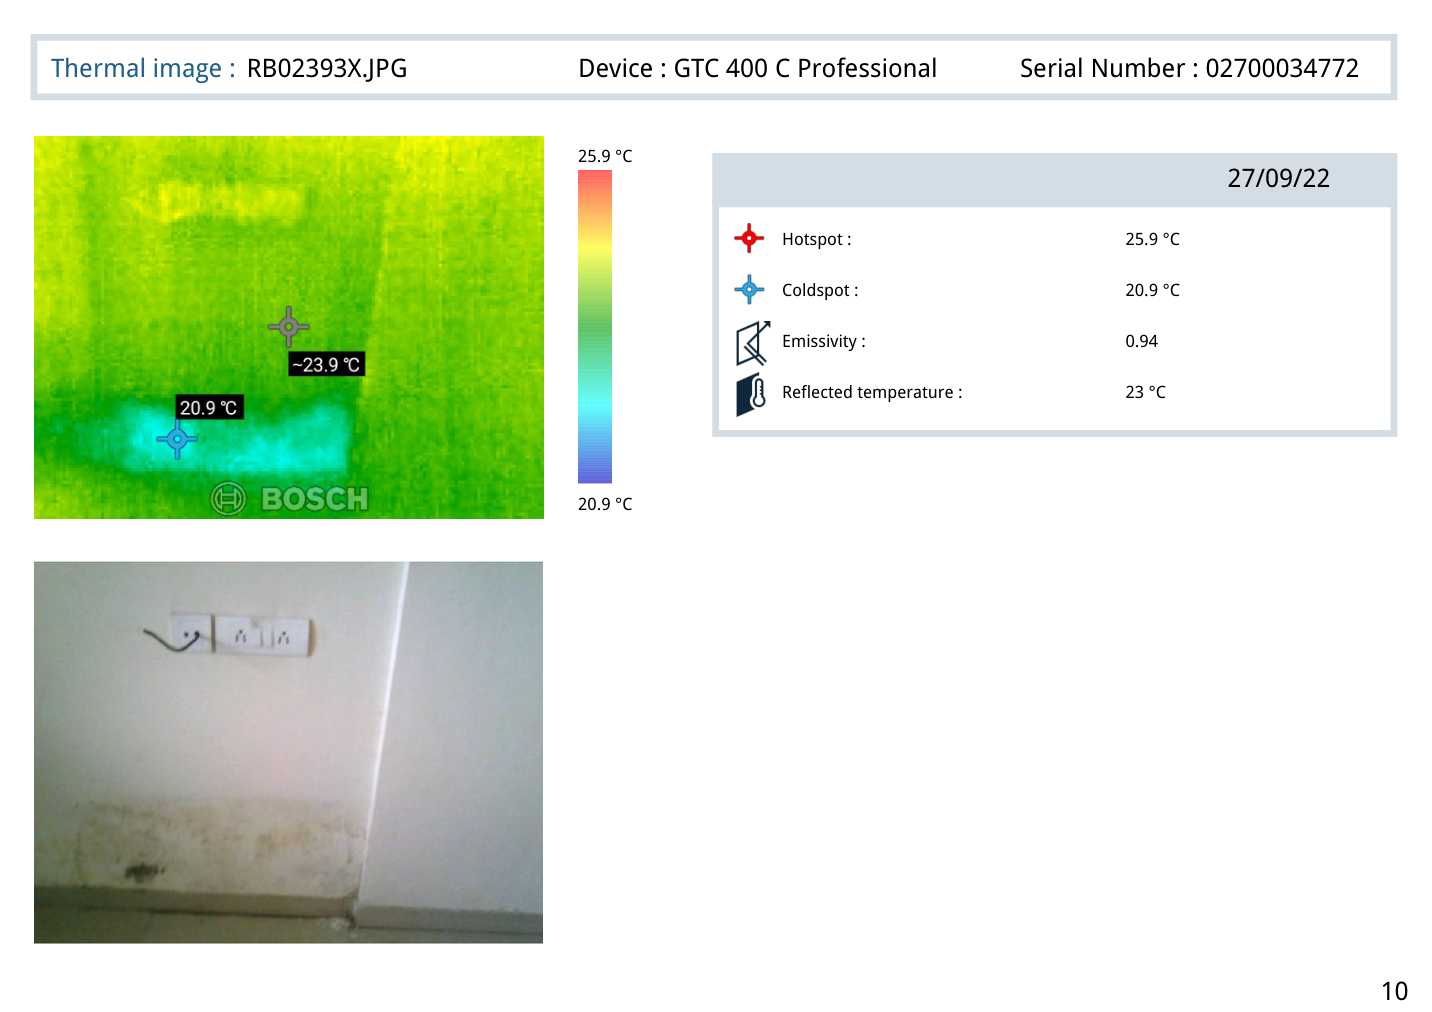 Thermal image : RB02393X.JPG Device : GTC 400 C Professional Serial Number : 02700034772
25.9 °C
27/09/22
Hotspot : 25.9 °C
Coldspot : 20.9 °C
Emissivity : 0.94
~23.9 °C
Reflected temperature : 23 °C
20.9 °C
BOSCH
20.9 °C
10